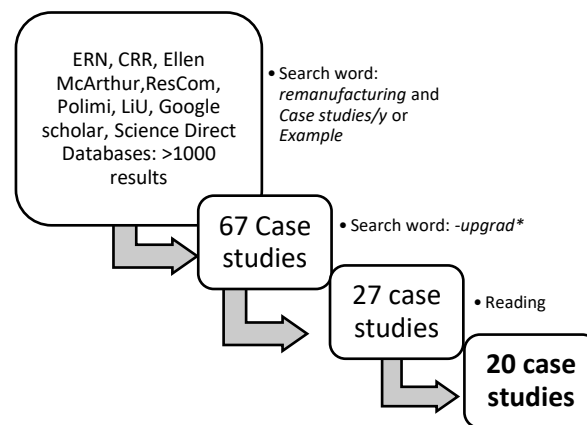 ERN, CRR, Ellen
McArthur,ResCom,
Polimi, LiU, Google
scholar, Science Direct
Databases: >1000
results
• Search word:
remanufacturing and
Case studies/y or
Example
67 Case
studies
• Search word: -upgrad*
27 case
studies
• Reading
20 case
studies